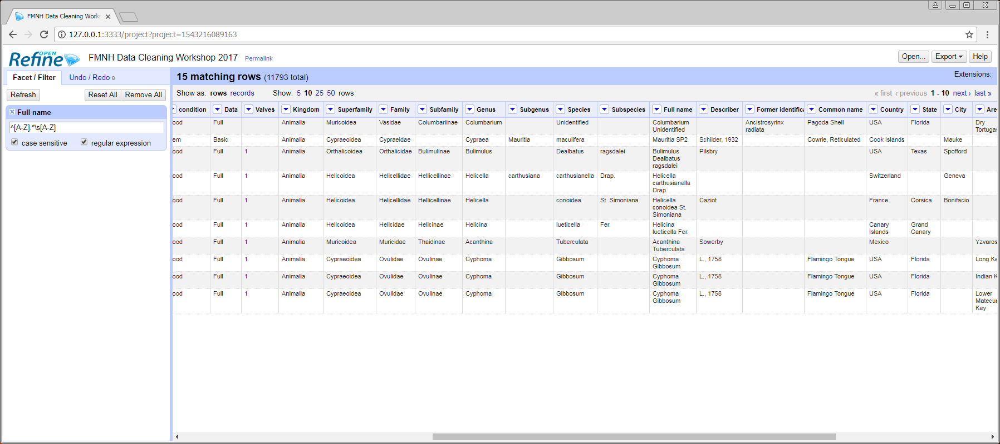 FMNH Data Cleaning Works
127.0.0.1:3333/project?project=1543216089163
OPEN
Refine FMNH Data Cleaning Workshop 2017 Permalink Open... Export Help
Facet / Filter Undo / Redo 8 15 matching rows (11793 total) Extensions:
Refresh Reset All Remove All Show as: rows records Show: 5 10 25 50 rows « first ‹ previous 1 - 10 next › last »
Full name
^[A-Z].*\s[A-Z]
case sensitive regular expression
condition Data Valves Kingdom Superfamily Family Subfamily Genus Subgenus Species Subspecies Full name Describer Former identifica Common name Country State City Are
ood Full Animalia Muricoidea Vasidae Columbariinae Columbarium Unidentified Columbarium Ancistrosyrinx Pagoda Shell USA Florida Dry
Unidentified radiata Tortugas
em Basic Animalia Cypraeoidea Cypraeidae Cypraea Mauritia maculifera Mauritia SP2 Schilder, 1932 Cowrie, Reticulated Cook Islands Mauke
ood Full 1 Animalia Orthalicoidea Orthalicidae Bulimulinae Bulimulus Dealbatus ragsdalei Bulimulus Pilsbry USA Texas Spofford
Dealbatus
ragsdalei
ood Full 1 Animalia Helicoidea Helicellidae Hellicellinae Helicella carthusiana carthusianella Drap. Helicella Switzerland Geneva
carthusianella
Drap.
ood Full 1 Animalia Helicoidea Helicellidae Hellicellinae Helicella conoidea St. Simoniana Helicella Caziot France Corsica Bonifacio
conoidea St.
Simoniana
ood Full 1 Animalia Helicoidea Helicidae Helicinae Helicina lueticella Fer. Helicina Canary Grand
lueticella Fer. Islands Canary
ood Full 1 Animalia Muricoidea Muricidae Thaidinae Acanthina Tuberculata Acanthina Sowerby Mexico Yzvaros
Tuberculata
ood Full 1 Animalia Cypraeoidea Ovulidae Ovulinae Cyphoma Gibbosum Cyphoma L., 1758 Flamingo Tongue USA Florida Long Ke
Gibbosum
ood Full 1 Animalia Cypraeoidea Ovulidae Ovulinae Cyphoma Gibbosum Cyphoma L., 1758 Flamingo Tongue USA Florida Indian K
Gibbosum
ood Full 1 Animalia Cypraeoidea Ovulidae Ovulinae Cyphoma Gibbosum Cyphoma L., 1758 Flamingo Tongue USA Florida Lower
Gibbosum Matecun
Key